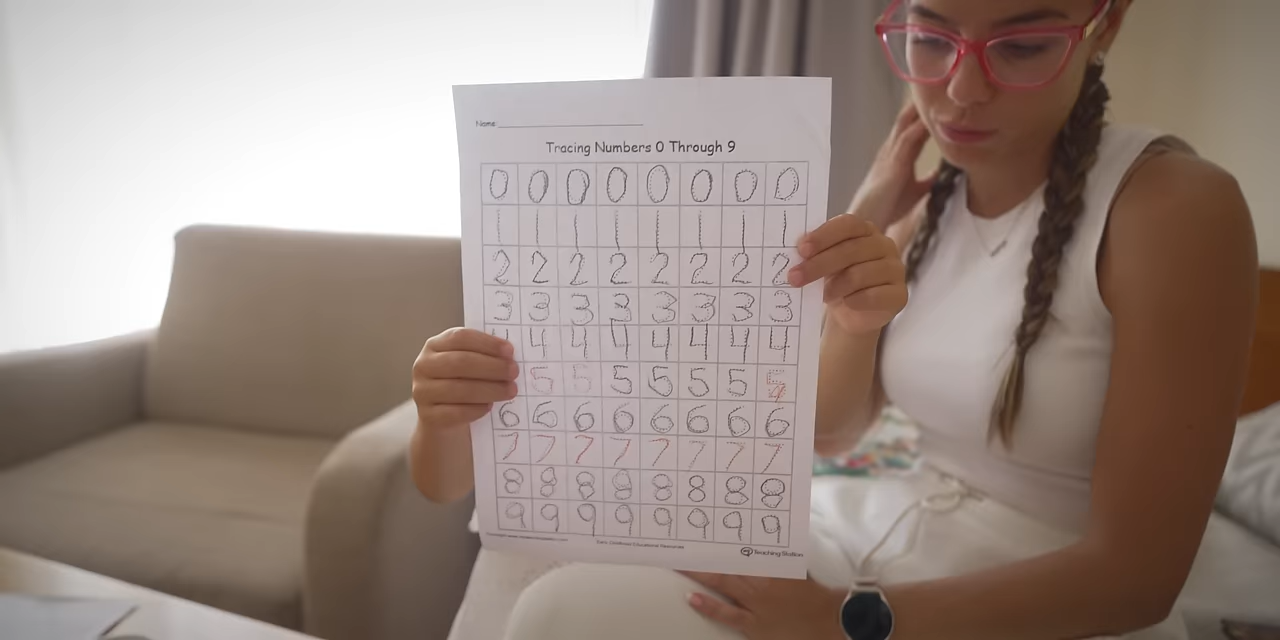 Name:
Tracing Numbers 0 Through 9
0 0 0 0 0 0 0 0
1 1 1 1 1 1 1 1
2 2 2 2 2 2 2 2
3 3 3 3 3 3 3 3
4 4 4 4 4 4 4 4
5 5 5 5 5 5 5
6 6 6 6 6 6 6 6
7 7 7 7 7 7 7 7
8 8 8 8 8 8 8 8
9 9 9 9 9 9 9 9
Early Childhood Educational Resources
Teaching Station